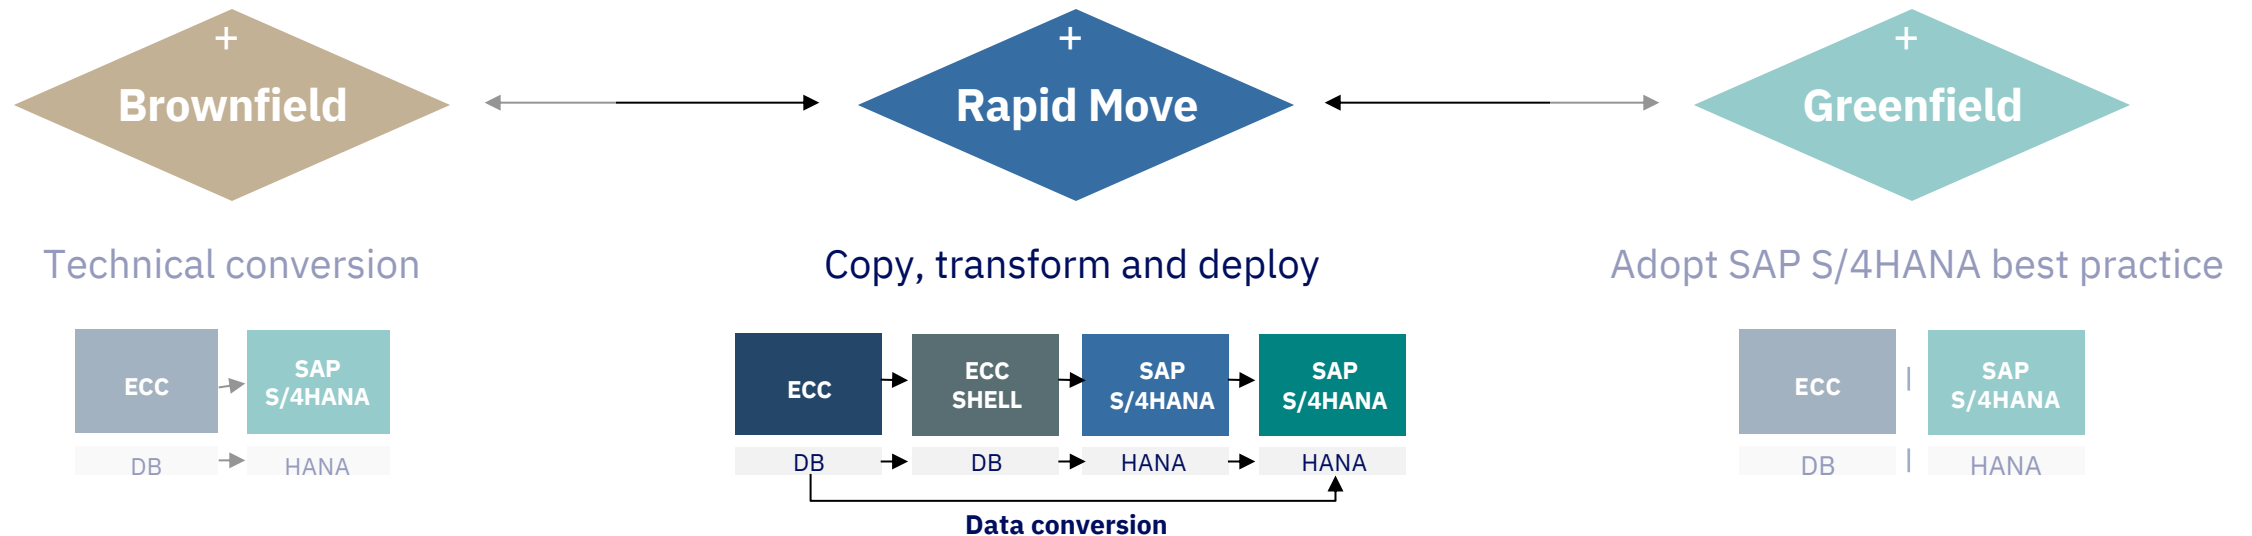 +
Brownfield
Technical conversion
ECC
SAP
S/4HANA
DB
HANA
+
Rapid Move
Copy, transform and deploy
ECC
ECC
SHELL
SAP
S/4HANA
SAP
S/4HANA
DB
DB
HANA
HANA
Data conversion
+
Greenfield
Adopt SAP S/4HANA best practice
ECC
|
SAP
S/4HANA
DB
|
HANA